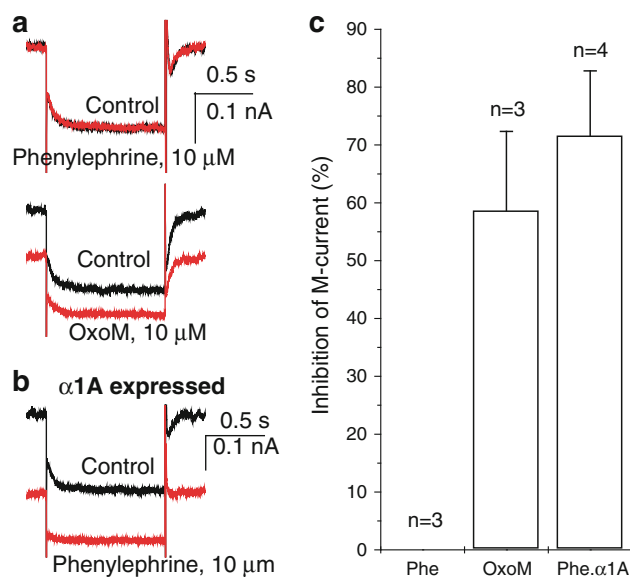 a
0.5 s
Control
0.1 nA
Phenylephrine, 10 μM
Control
OxoM, 10 μM
b α1A expressed
0.5 s
0.1 nA
Control
Phenylephrine, 10 μm
c
Inhibition of M-current (%)
90
80
70
60
50
40
30
20
10
0
n=3
n=3
n=4
Phe
OxoM
Phe.α1A